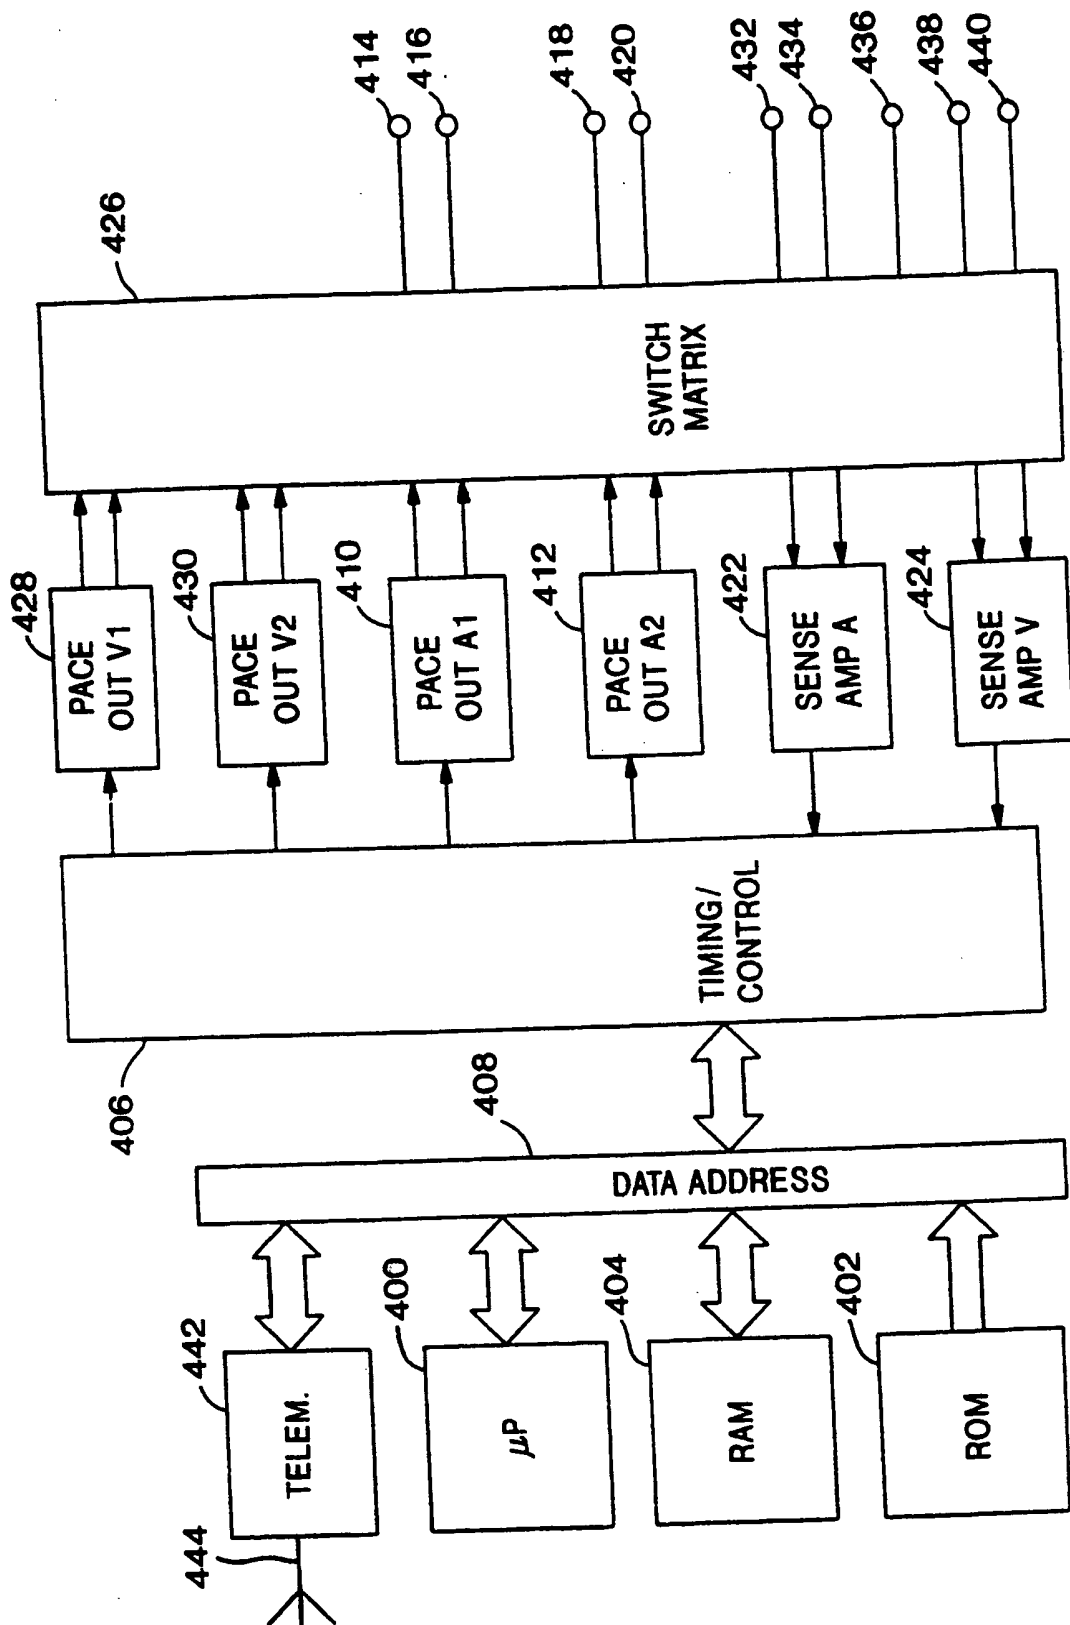 426
414
416
418
420
432
434
436
438
440
SWITCH
MATRIX
428
PACE
OUT V1
430
PACE
OUT V2
410
PACE
OUT A1
412
PACE
OUT A2
422
SENSE
AMP A
424
SENSE
AMP V
406
TIMING/
CONTROL
408
DATA ADDRESS
442
TELEM.
444
400
μP
404
RAM
402
ROM